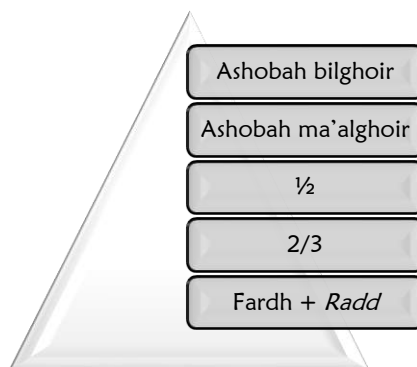 Ashobah bilghoir
Ashobah ma’alghoir
½
2/3
Fardh + Radd